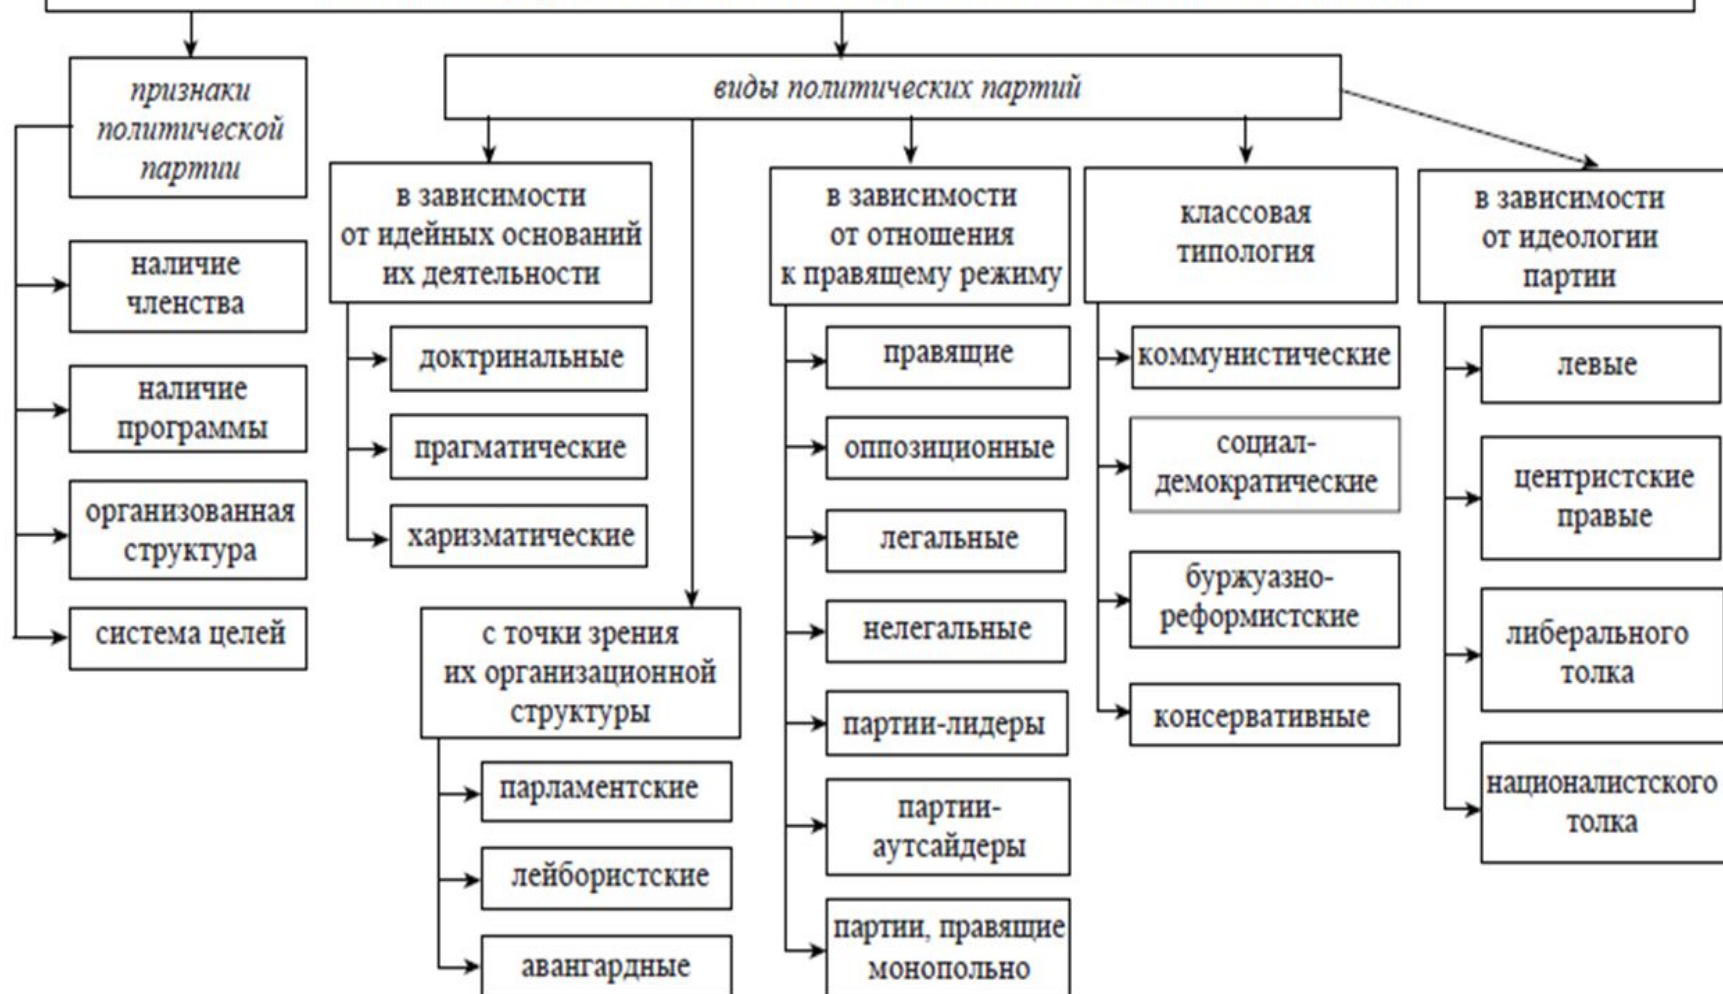 признаки
политической
партии
наличие
членства
наличие
программы
организованная
структура
система целей
виды политических партий
в зависимости
от идейных оснований
их деятельности
доктринальные
прагматические
харизматические
с точки зрения
их организационной
структуры
парламентские
лейбористские
авангардные
в зависимости
от отношения
к правящему режиму
правящие
оппозиционные
легальные
нелегальные
партии-лидеры
партии-
аутсайдеры
партии, правящие
монопольно
классовая
типология
коммунистические
социал-
демократические
буржуазно-
реформистские
консервативные
в зависимости
от идеологии
партии
левые
центристские
правые
либерального
толка
националистского
толка